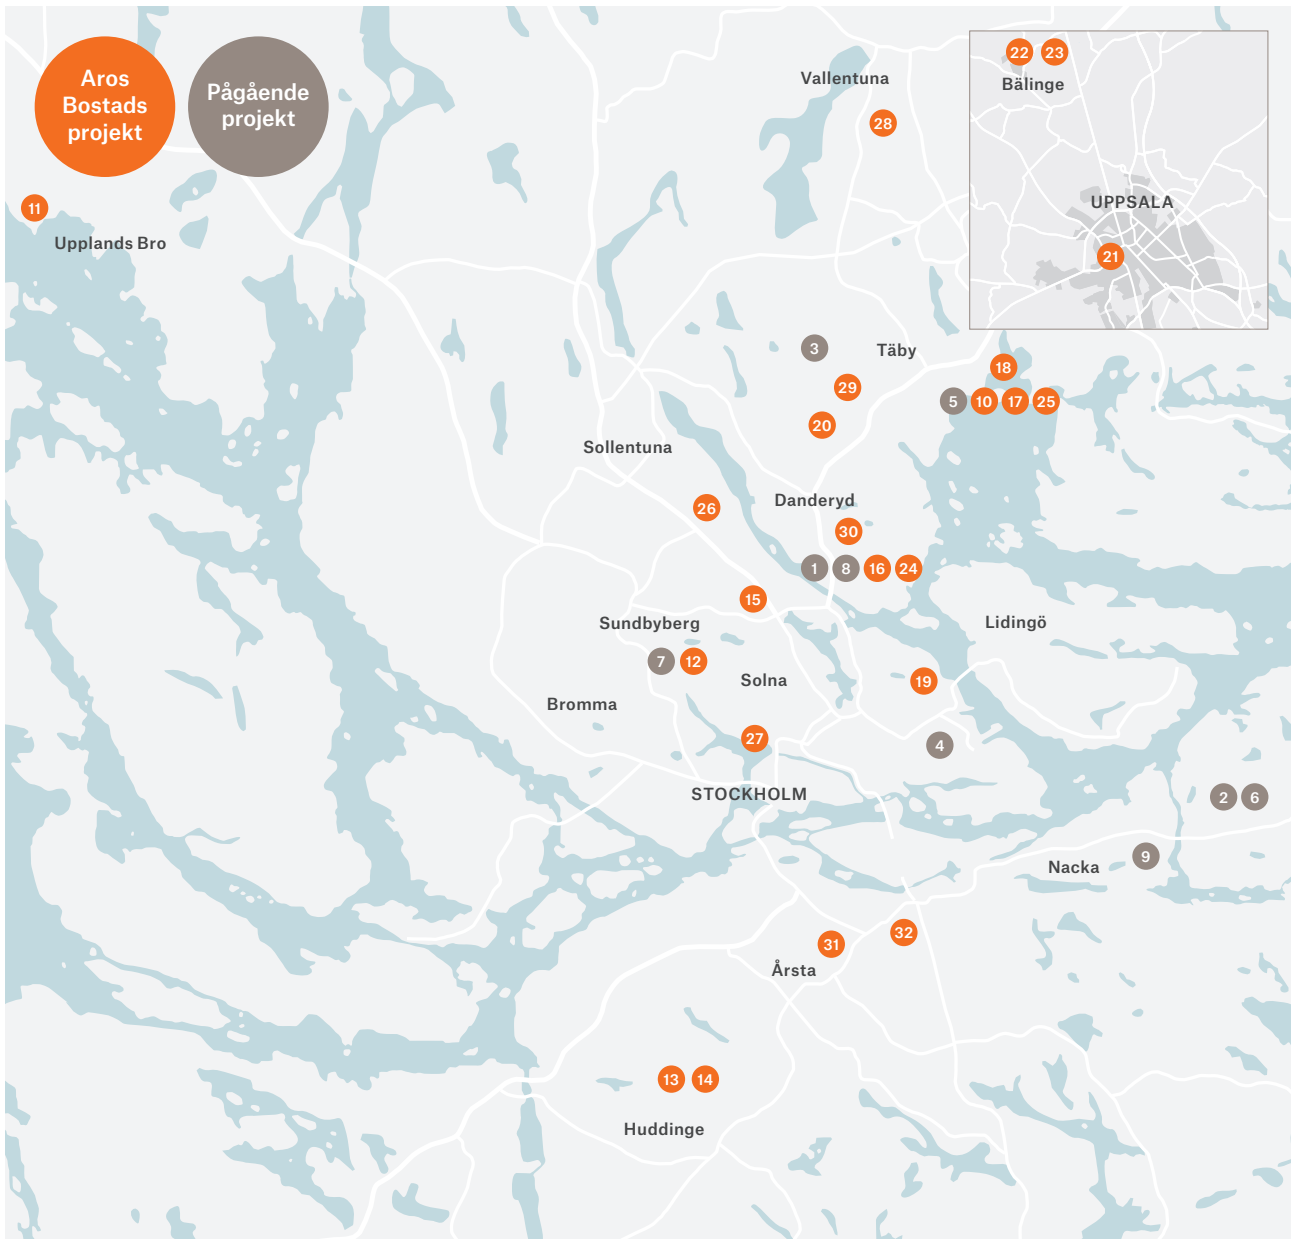 Aros
Bostads
projekt
Pågående
projekt
Vallentuna
28
22 23
Bälinge
UPPSALA
21
11
Upplands Bro
3
Täby
29
18
5 10 17 25
20
Sollentuna
26
Danderyd
30
1 8 16 24
15
Sundbyberg
Lidingö
7 12
Solna
19
Bromma
27
4
STOCKHOLM
2 6
Nacka
9
31
32
Årsta
13 14
Huddinge